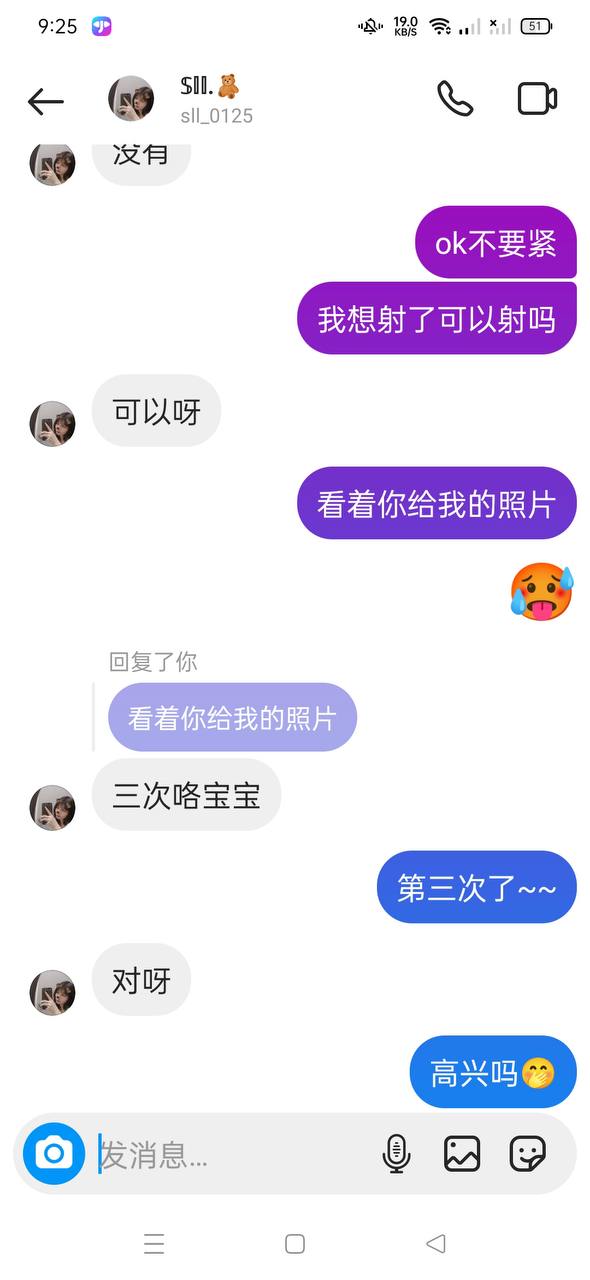 9:25
19.0
KB/S
51
sll.🧸
sll_0125
没有
ok不要紧
我想射了可以射吗
可以呀
看着你给我的照片
🥵
回复了你
看着你给我的照片
三次咯宝宝
第三次了~~
对呀
高兴吗🤭
发消息...